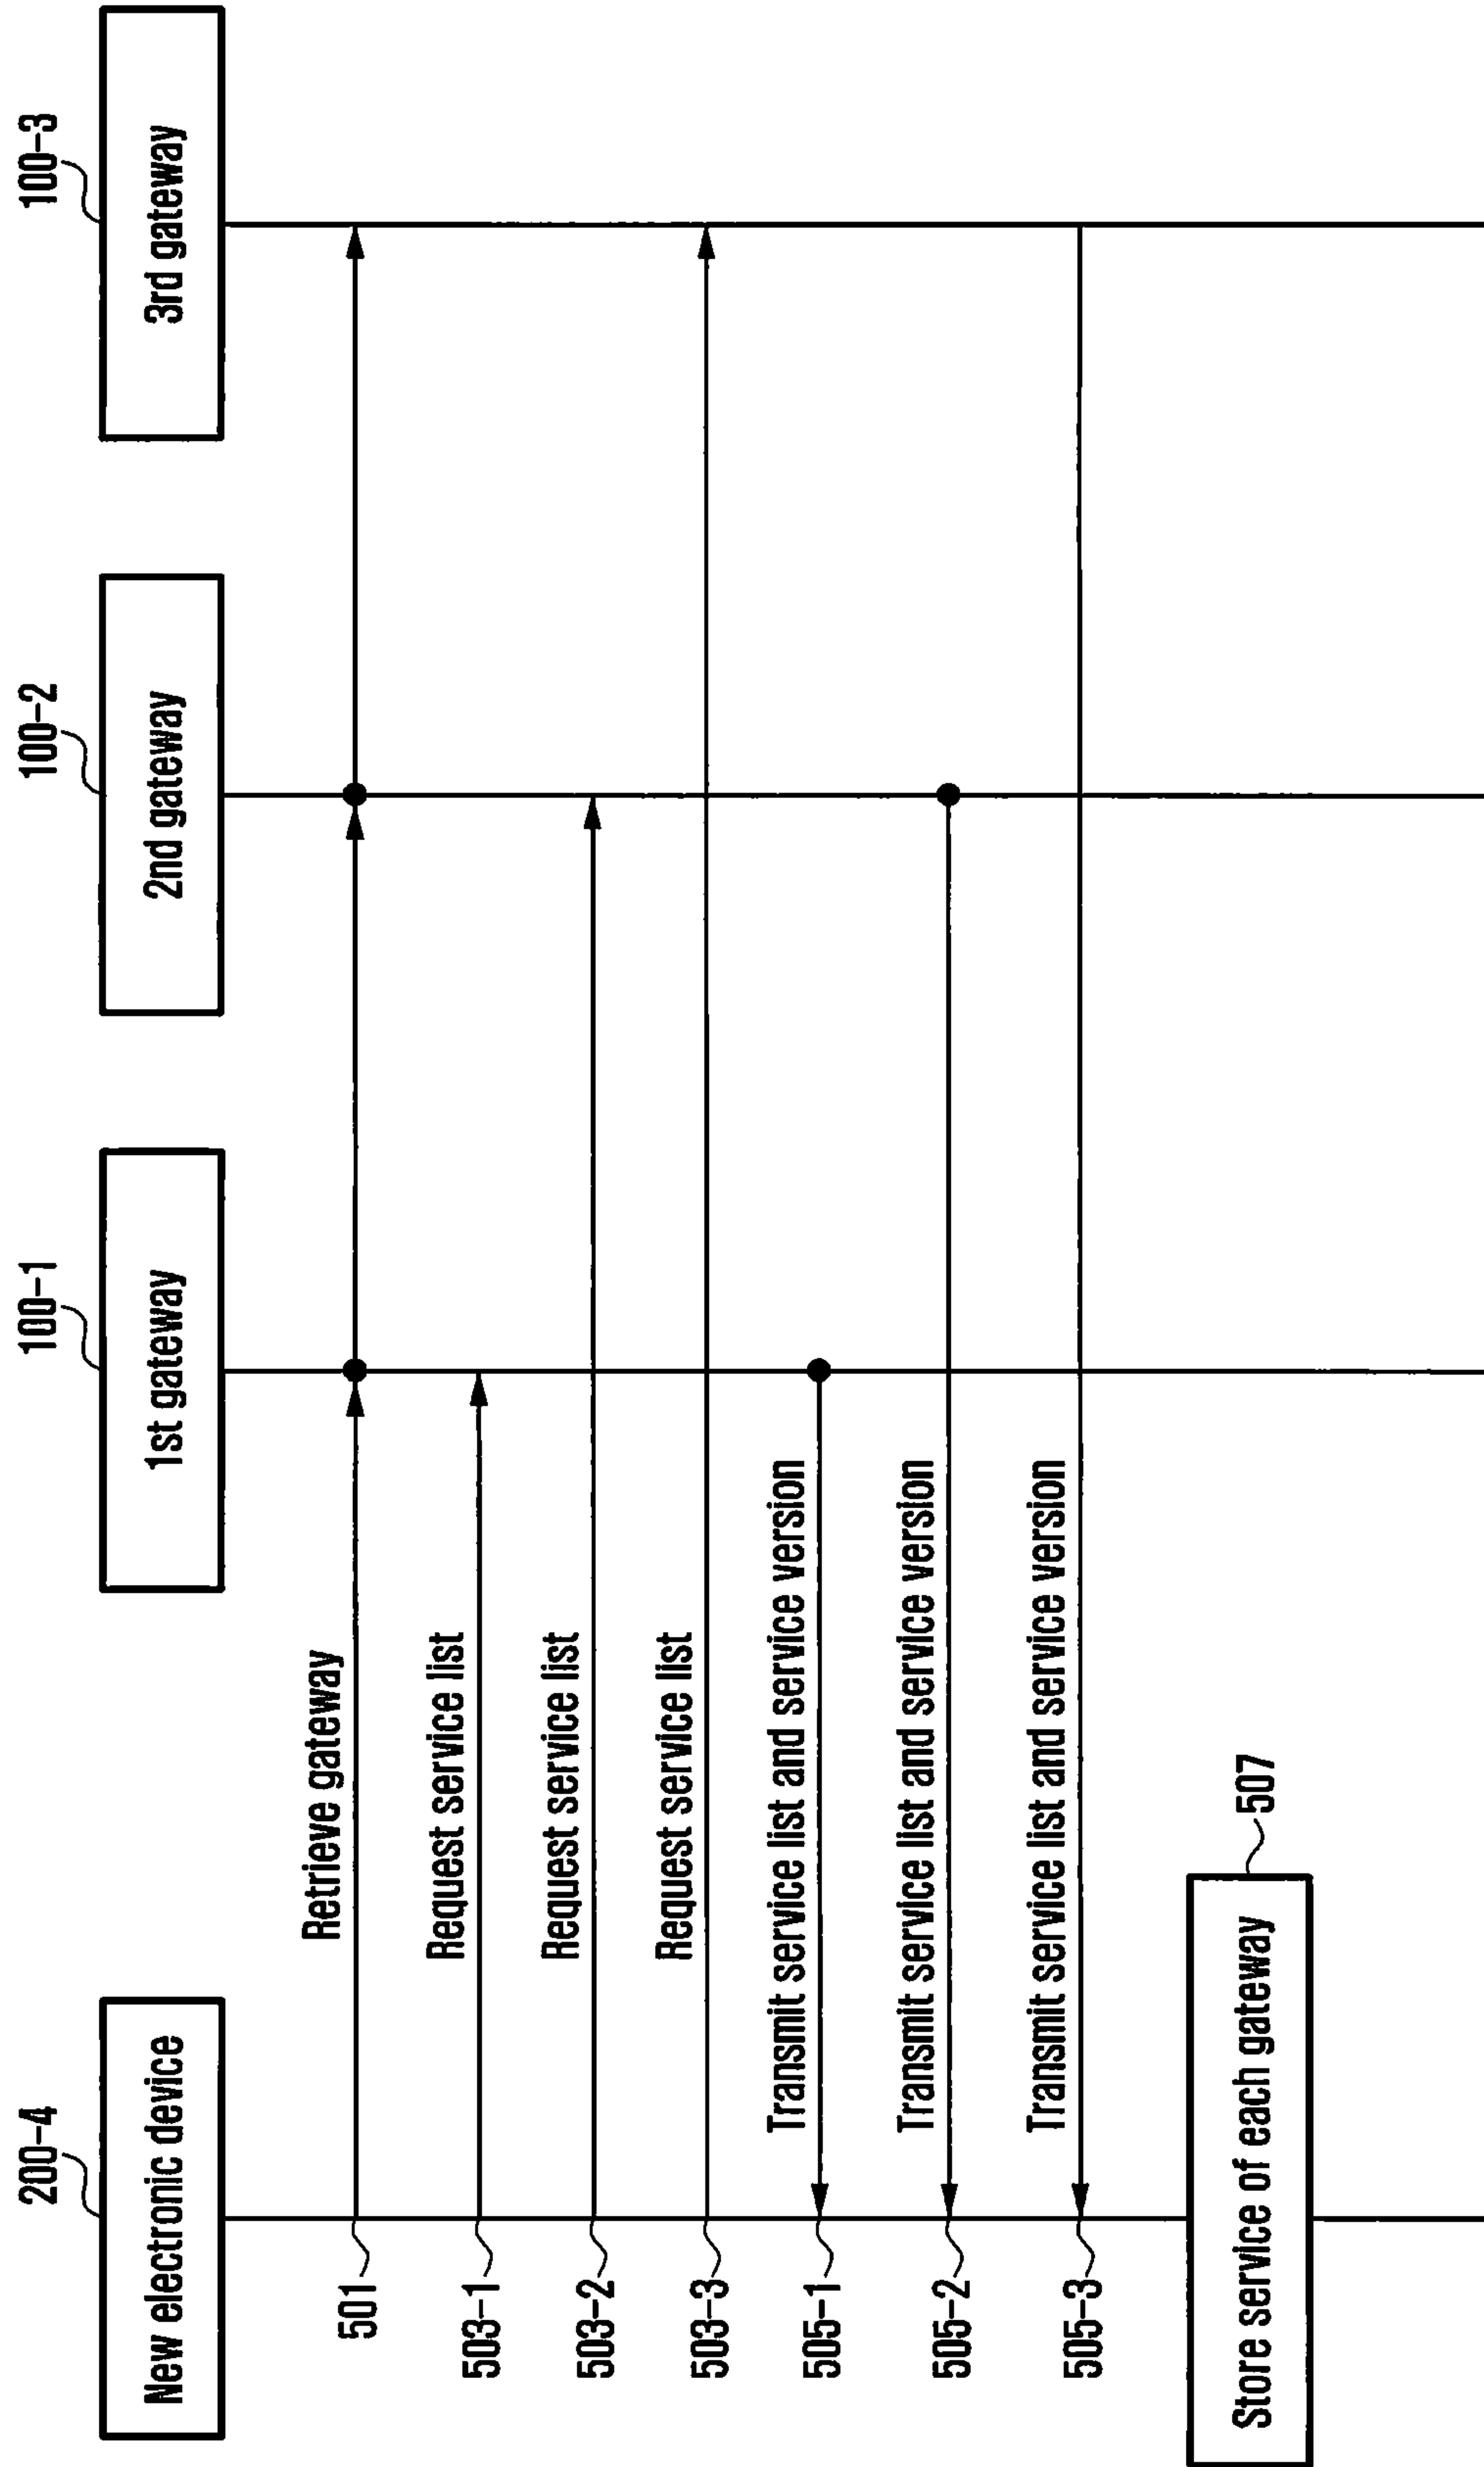 200-4
100-1
100-2
100-3
New electronic device
1st gateway
2nd gateway
3rd gateway
Retrieve gateway
501
Request service list
503-1
Request service list
503-2
Request service list
503-3
Transmit service list and service version
505-1
Transmit service list and service version
505-2
Transmit service list and service version
505-3
Store service of each gateway
507